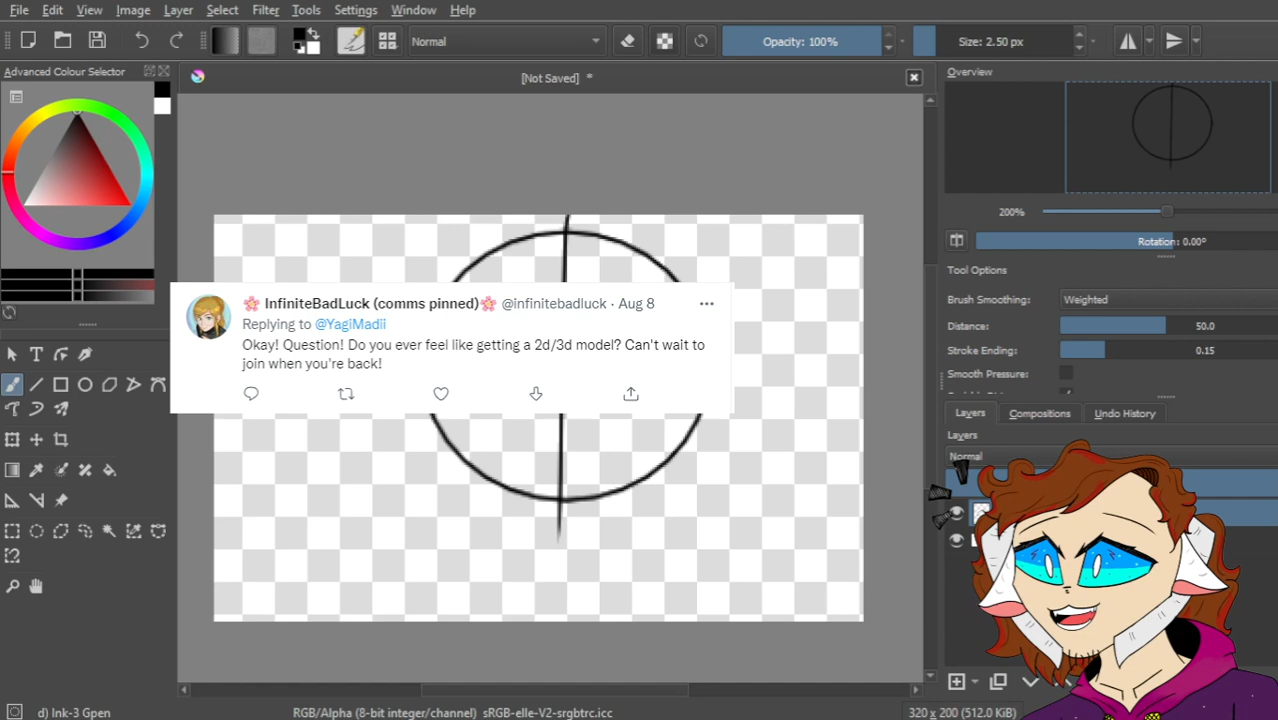 File Edit View Image Layer Select Filter Tools Settings Window Help
Normal Opacity: 100% Size: 2.50 px
Advanced Colour Selector
[Not Saved] *
Overview
200%
Rotation: 0.00°
Tool Options
Brush Smoothing: Weighted
Distance: 50.0
Stroke Ending: 0.15
Smooth Pressure:
Layers Compositions Undo History
Layers
Normal
🌸 InfiniteBadLuck (comms pinned)🌸 @infinitebadluck · Aug 8
Replying to @YagiMadii
Okay! Question! Do you ever feel like getting a 2d/3d model? Can't wait to
join when you're back!
d) Ink-3 Gpen RGB/Alpha (8-bit integer/channel) sRGB-elle-V2-srgbtrc.icc 320 x 200 (512.0 KiB)